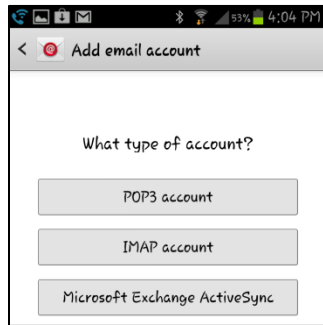 53% 4:04 PM
Add email account
What type of account?
POP3 account
IMAP account
Microsoft Exchange ActiveSync